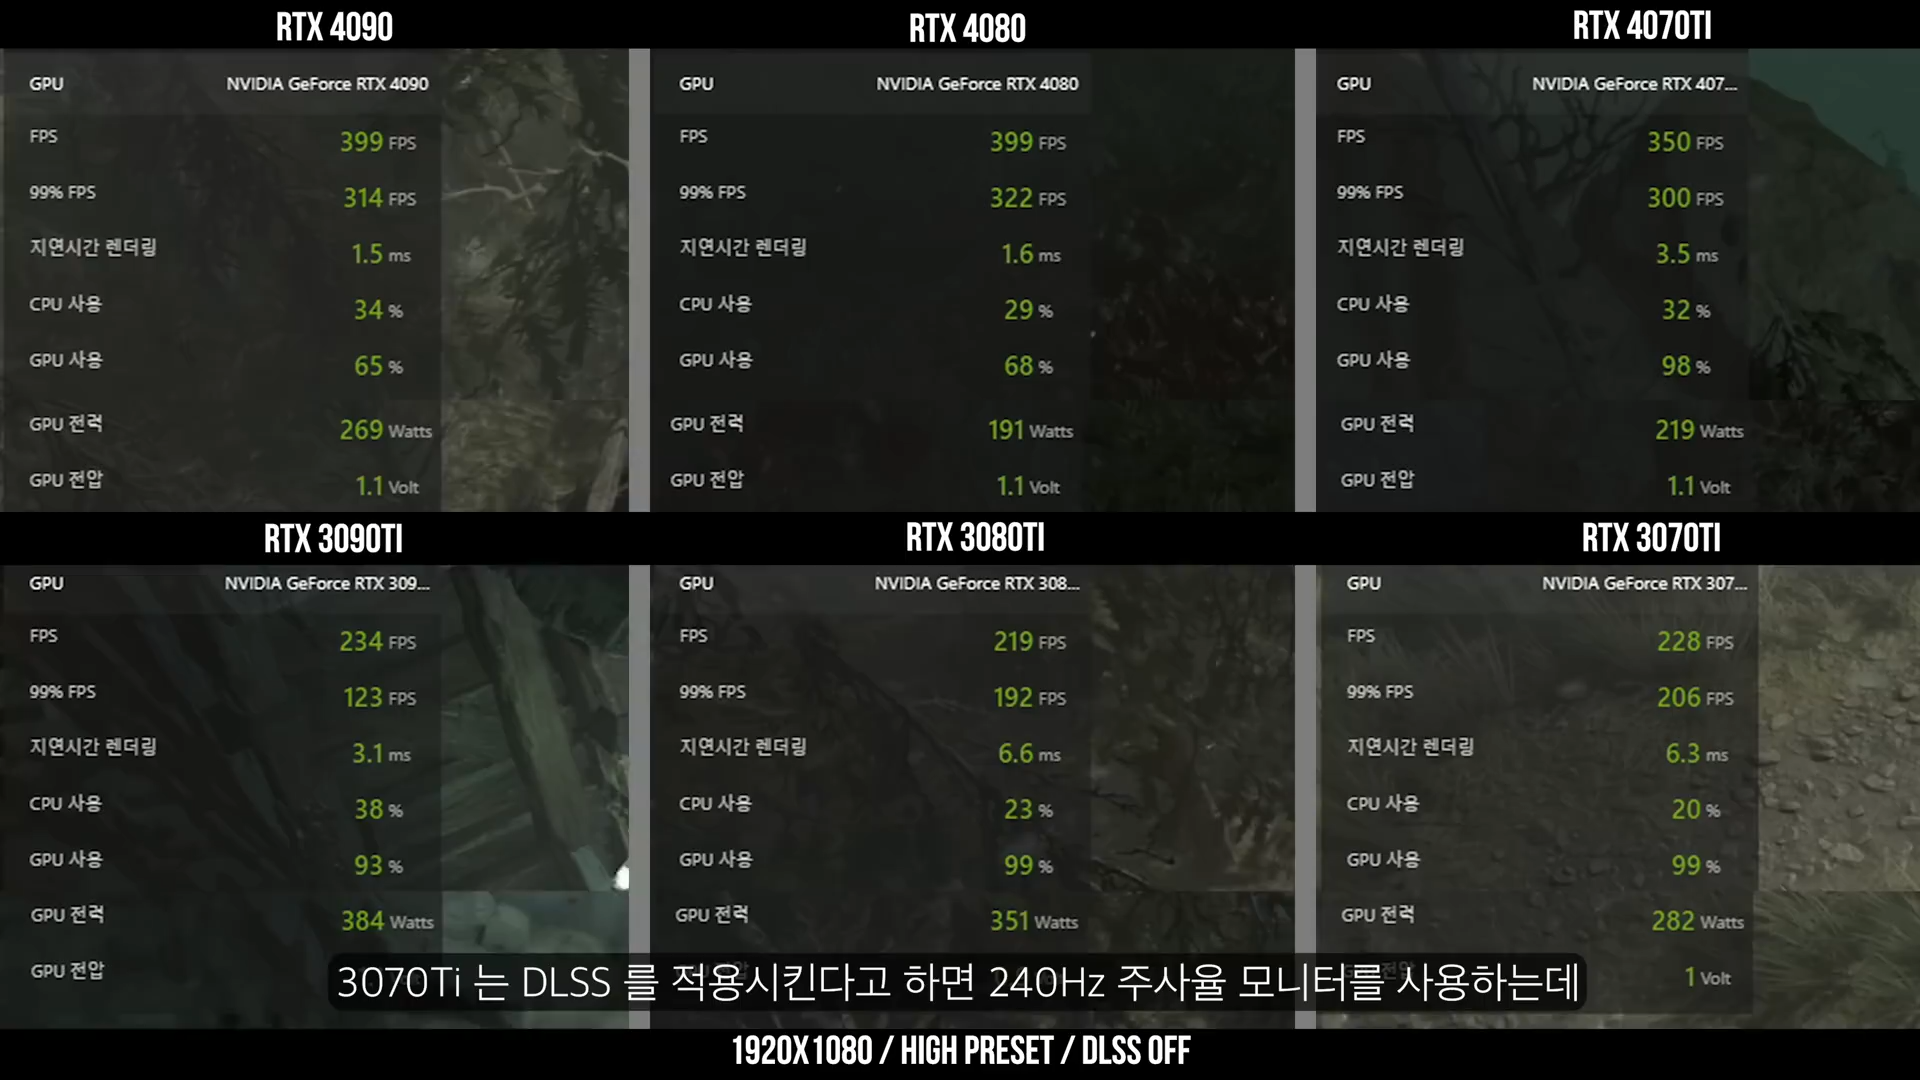 RTX 4090
GPU NVIDIA GeForce RTX 4090
FPS 399 FPS
99% FPS 314 FPS
지연시간 렌더링 1.5 ms
CPU 사용 34 %
GPU 사용 65 %
GPU 전력 269 Watts
GPU 전압 1.1 Volt
RTX 4080
GPU NVIDIA GeForce RTX 4080
FPS 399 FPS
99% FPS 322 FPS
지연시간 렌더링 1.6 ms
CPU 사용 29 %
GPU 사용 68 %
GPU 전력 191 Watts
GPU 전압 1.1 Volt
RTX 4070TI
GPU NVIDIA GeForce RTX 407...
FPS 350 FPS
99% FPS 300 FPS
지연시간 렌더링 3.5 ms
CPU 사용 32 %
GPU 사용 98 %
GPU 전력 219 Watts
GPU 전압 1.1 Volt
RTX 3090TI
GPU NVIDIA GeForce RTX 309...
FPS 234 FPS
99% FPS 123 FPS
지연시간 렌더링 3.1 ms
CPU 사용 38 %
GPU 사용 93 %
GPU 전력 384 Watts
GPU 전압
RTX 3080TI
GPU NVIDIA GeForce RTX 308...
FPS 219 FPS
99% FPS 192 FPS
지연시간 렌더링 6.6 ms
CPU 사용 23 %
GPU 사용 99 %
GPU 전력 351 Watts
RTX 3070TI
GPU NVIDIA GeForce RTX 307...
FPS 228 FPS
99% FPS 206 FPS
지연시간 렌더링 6.3 ms
CPU 사용 20 %
GPU 사용 99 %
GPU 전력 282 Watts
1 Volt
3070Ti 는 DLSS 를 적용시킨다고 하면 240Hz 주사율 모니터를 사용하는데
1920X1080 / HIGH PRESET / DLSS OFF